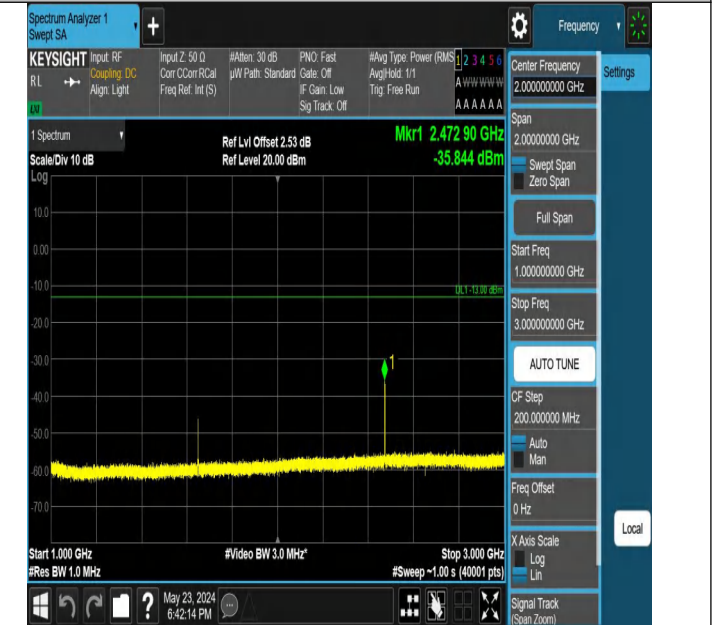 Spectrum Analyzer 1
Swept SA
+
Frequency
KEYSIGHT
RL
LXI
Input: RF
Coupling: DC
Align: Light
Input Z: 50 Ω
Corr CCorr RCal
Freq Ref: Int (S)
#Atten: 30 dB
µW Path: Standard
PNO: Fast
Gate: Off
IF Gain: Low
Sig Track: Off
#Avg Type: Power (RMS
Avg|Hold: 1/1
Trig: Free Run
1 2 3 4 5 6
A W W W W W
A A A A A A
Center Frequency
2.000000000 GHz
Settings
Span
2.00000000 GHz
Swept Span
Zero Span
Full Span
Start Freq
1.000000000 GHz
Stop Freq
3.000000000 GHz
AUTO TUNE
CF Step
200.000000 MHz
Auto
Man
Freq Offset
0 Hz
X Axis Scale
Log
Lin
Local
Signal Track
(Span Zoom)
1 Spectrum
Scale/Div 10 dB
Log
Ref Lvl Offset 2.53 dB
Ref Level 20.00 dBm
Mkr1 2.472 90 GHz
-35.844 dBm
10.0
0.00
-10.0
DL1 -13.00 dBm
-20.0
-30.0
1
-40.0
-50.0
-60.0
-70.0
Start 1.000 GHz
#Res BW 1.0 MHz
#Video BW 3.0 MHz*
Stop 3.000 GHz
#Sweep ~1.00 s (40001 pts)
?
May 23, 2024
6:42:14 PM